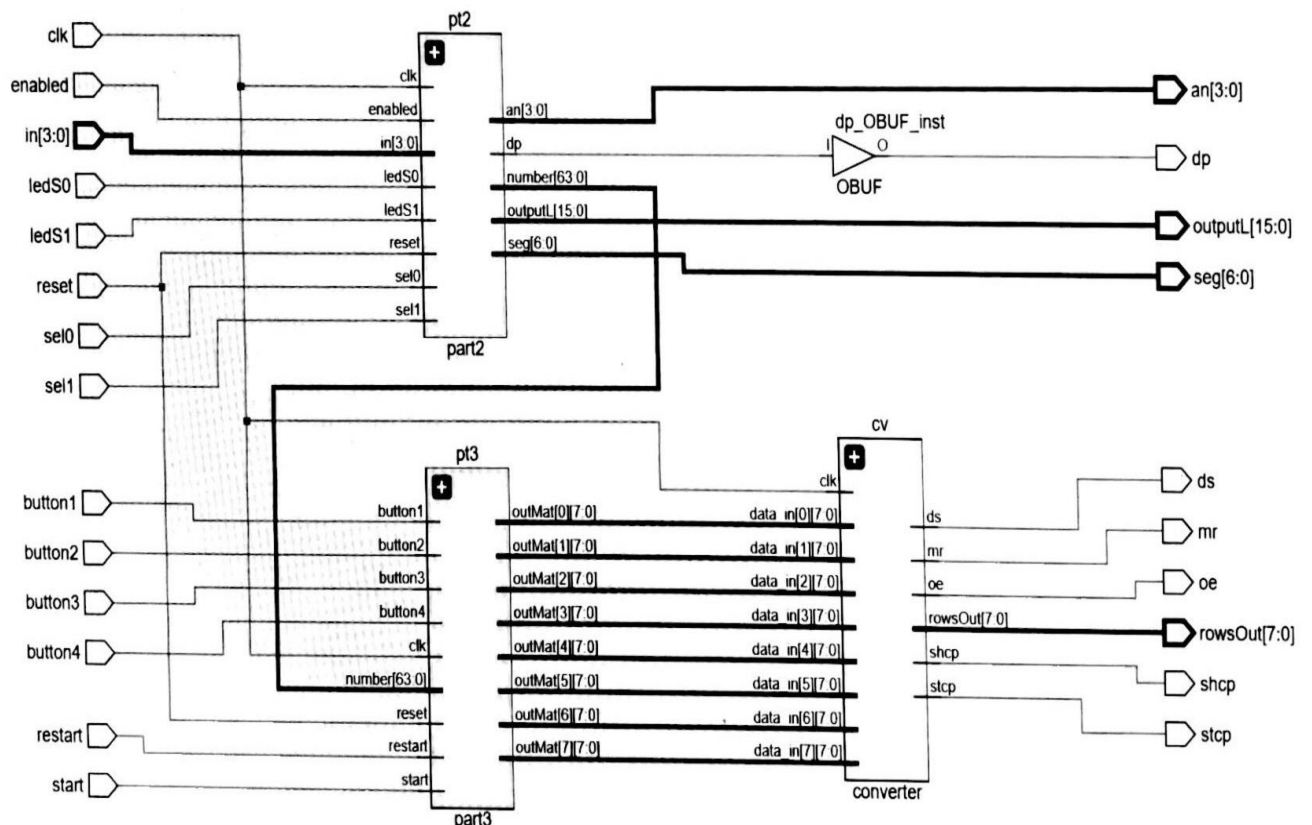 clk
enabled
in[3:0]
ledS0
ledS1
reset
sel0
sel1
pt2
clk
enabled
in[3:0]
ledS0
ledS1
reset
sel0
sel1
an[3:0]
dp
number[63:0]
outputL[15:0]
seg[6:0]
part2
dp_OBUF_inst
I
O
OBUF
an[3:0]
dp
outputL[15:0]
seg[6:0]
button1
button2
button3
button4
restart
start
pt3
button1
button2
button3
button4
clk
number[63:0]
reset
restart
start
outMat[0][7:0]
outMat[1][7:0]
outMat[2][7:0]
outMat[3][7:0]
outMat[4][7:0]
outMat[5][7:0]
outMat[6][7:0]
outMat[7][7:0]
part3
cv
clk
data_in[0][7:0]
data_in[1][7:0]
data_in[2][7:0]
data_in[3][7:0]
data_in[4][7:0]
data_in[5][7:0]
data_in[6][7:0]
data_in[7][7:0]
ds
mr
oe
rowsOut[7:0]
shcp
stcp
converter
ds
mr
oe
rowsOut[7:0]
shcp
stcp